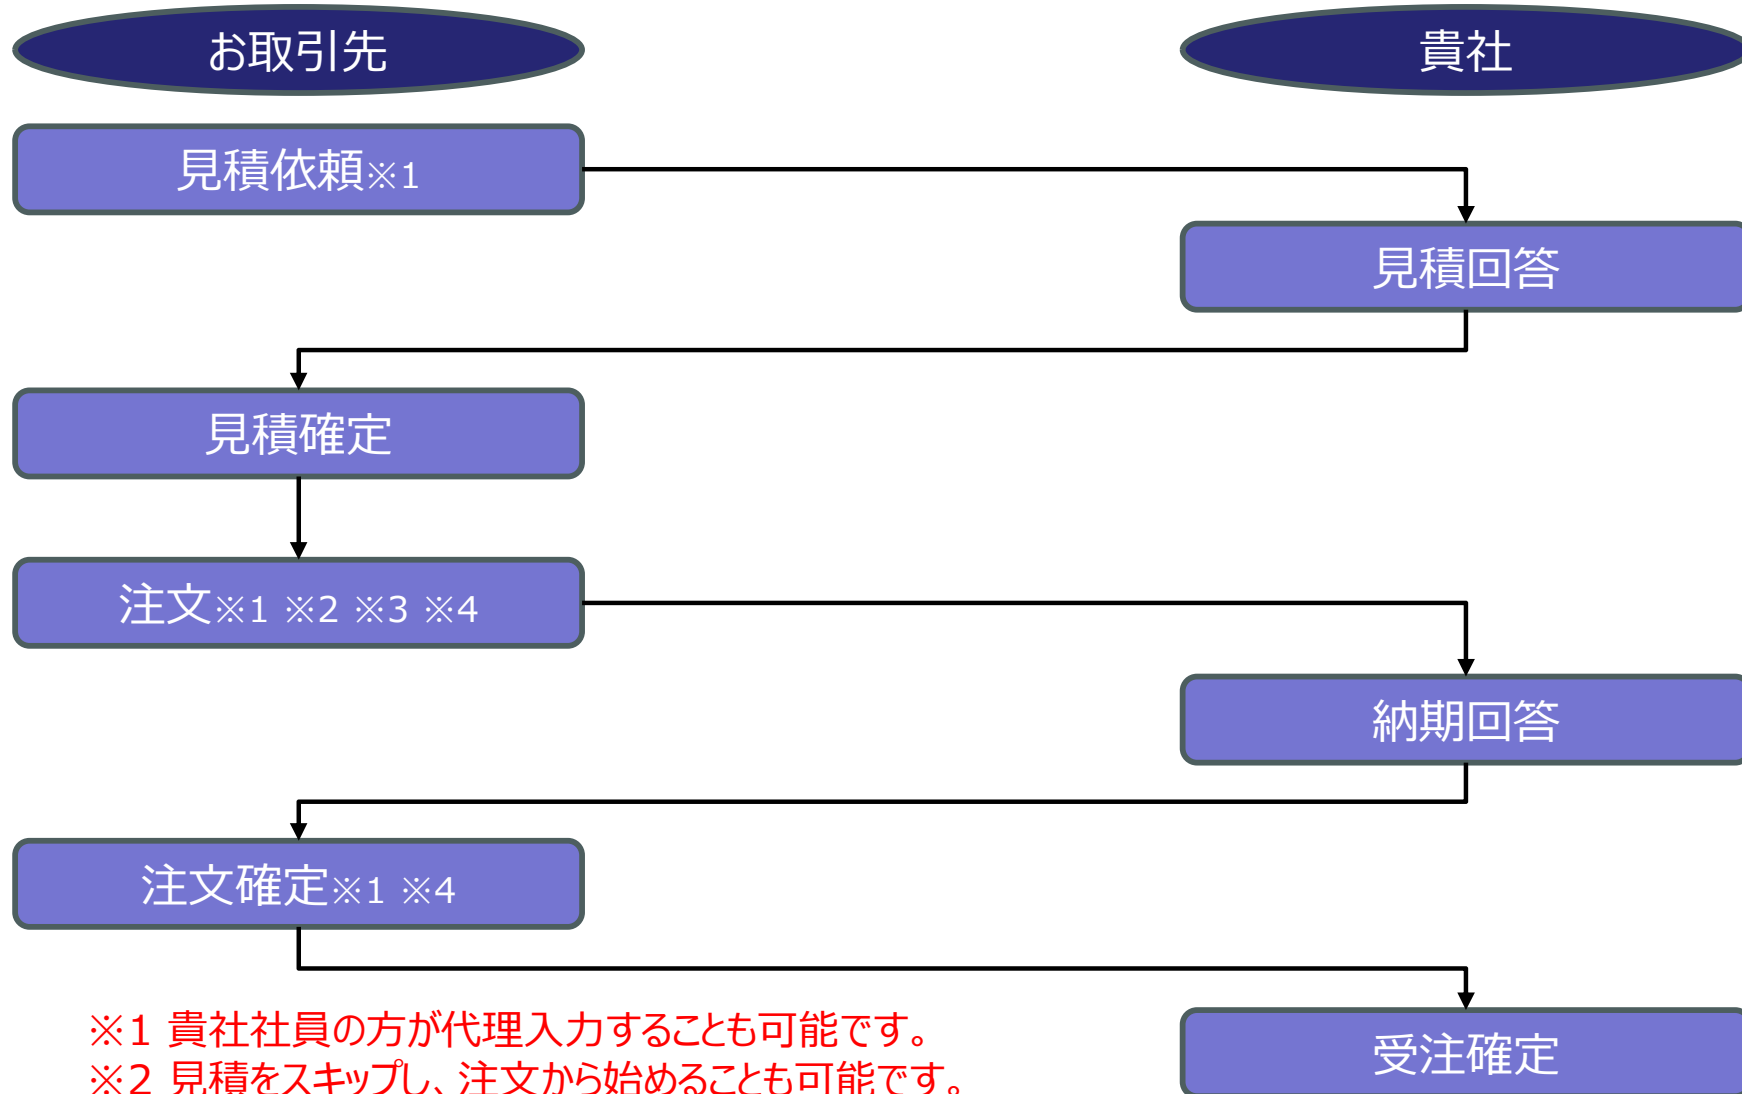 お取引先
貴社
見積依頼※1
見積回答
見積確定
注文※1 ※2 ※3 ※4
納期回答
注文確定※1 ※4
受注確定
※1 貴社社員の方が代理入力することも可能です。
※2 見積をスキップし、注文から始めることも可能です。